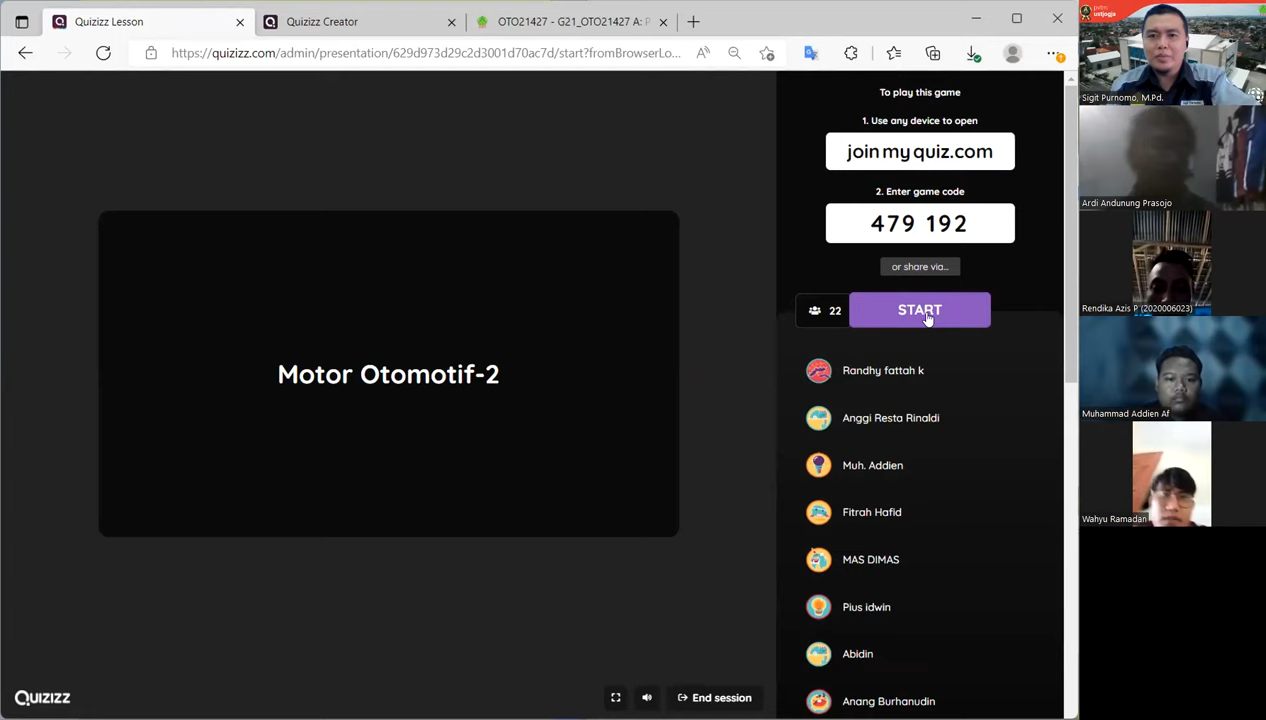 Quizizz Lesson
Quizizz Creator
OTO21427 - G21_OTO21427 A: P
https://quizizz.com/admin/presentation/629d973d29c2d3001d70ac7d/start?fromBrowserLo...
To play this game
1. Use any device to open
joinmyquiz.com
2. Enter game code
479 192
or share via...
22
START
Motor Otomotif-2
Randhy fattah k
Anggi Resta Rinaldi
Muh. Addien
Fitrah Hafid
MAS DIMAS
Pius idwin
Abidin
Anang Burhanudin
Quizizz
End session
ustjogja
Sigit Purnomo, M.Pd.
Ardi Andunung Prasojo
Rendika Azis P (2020006023)
Muhammad Addien Af
Wahyu Ramadan